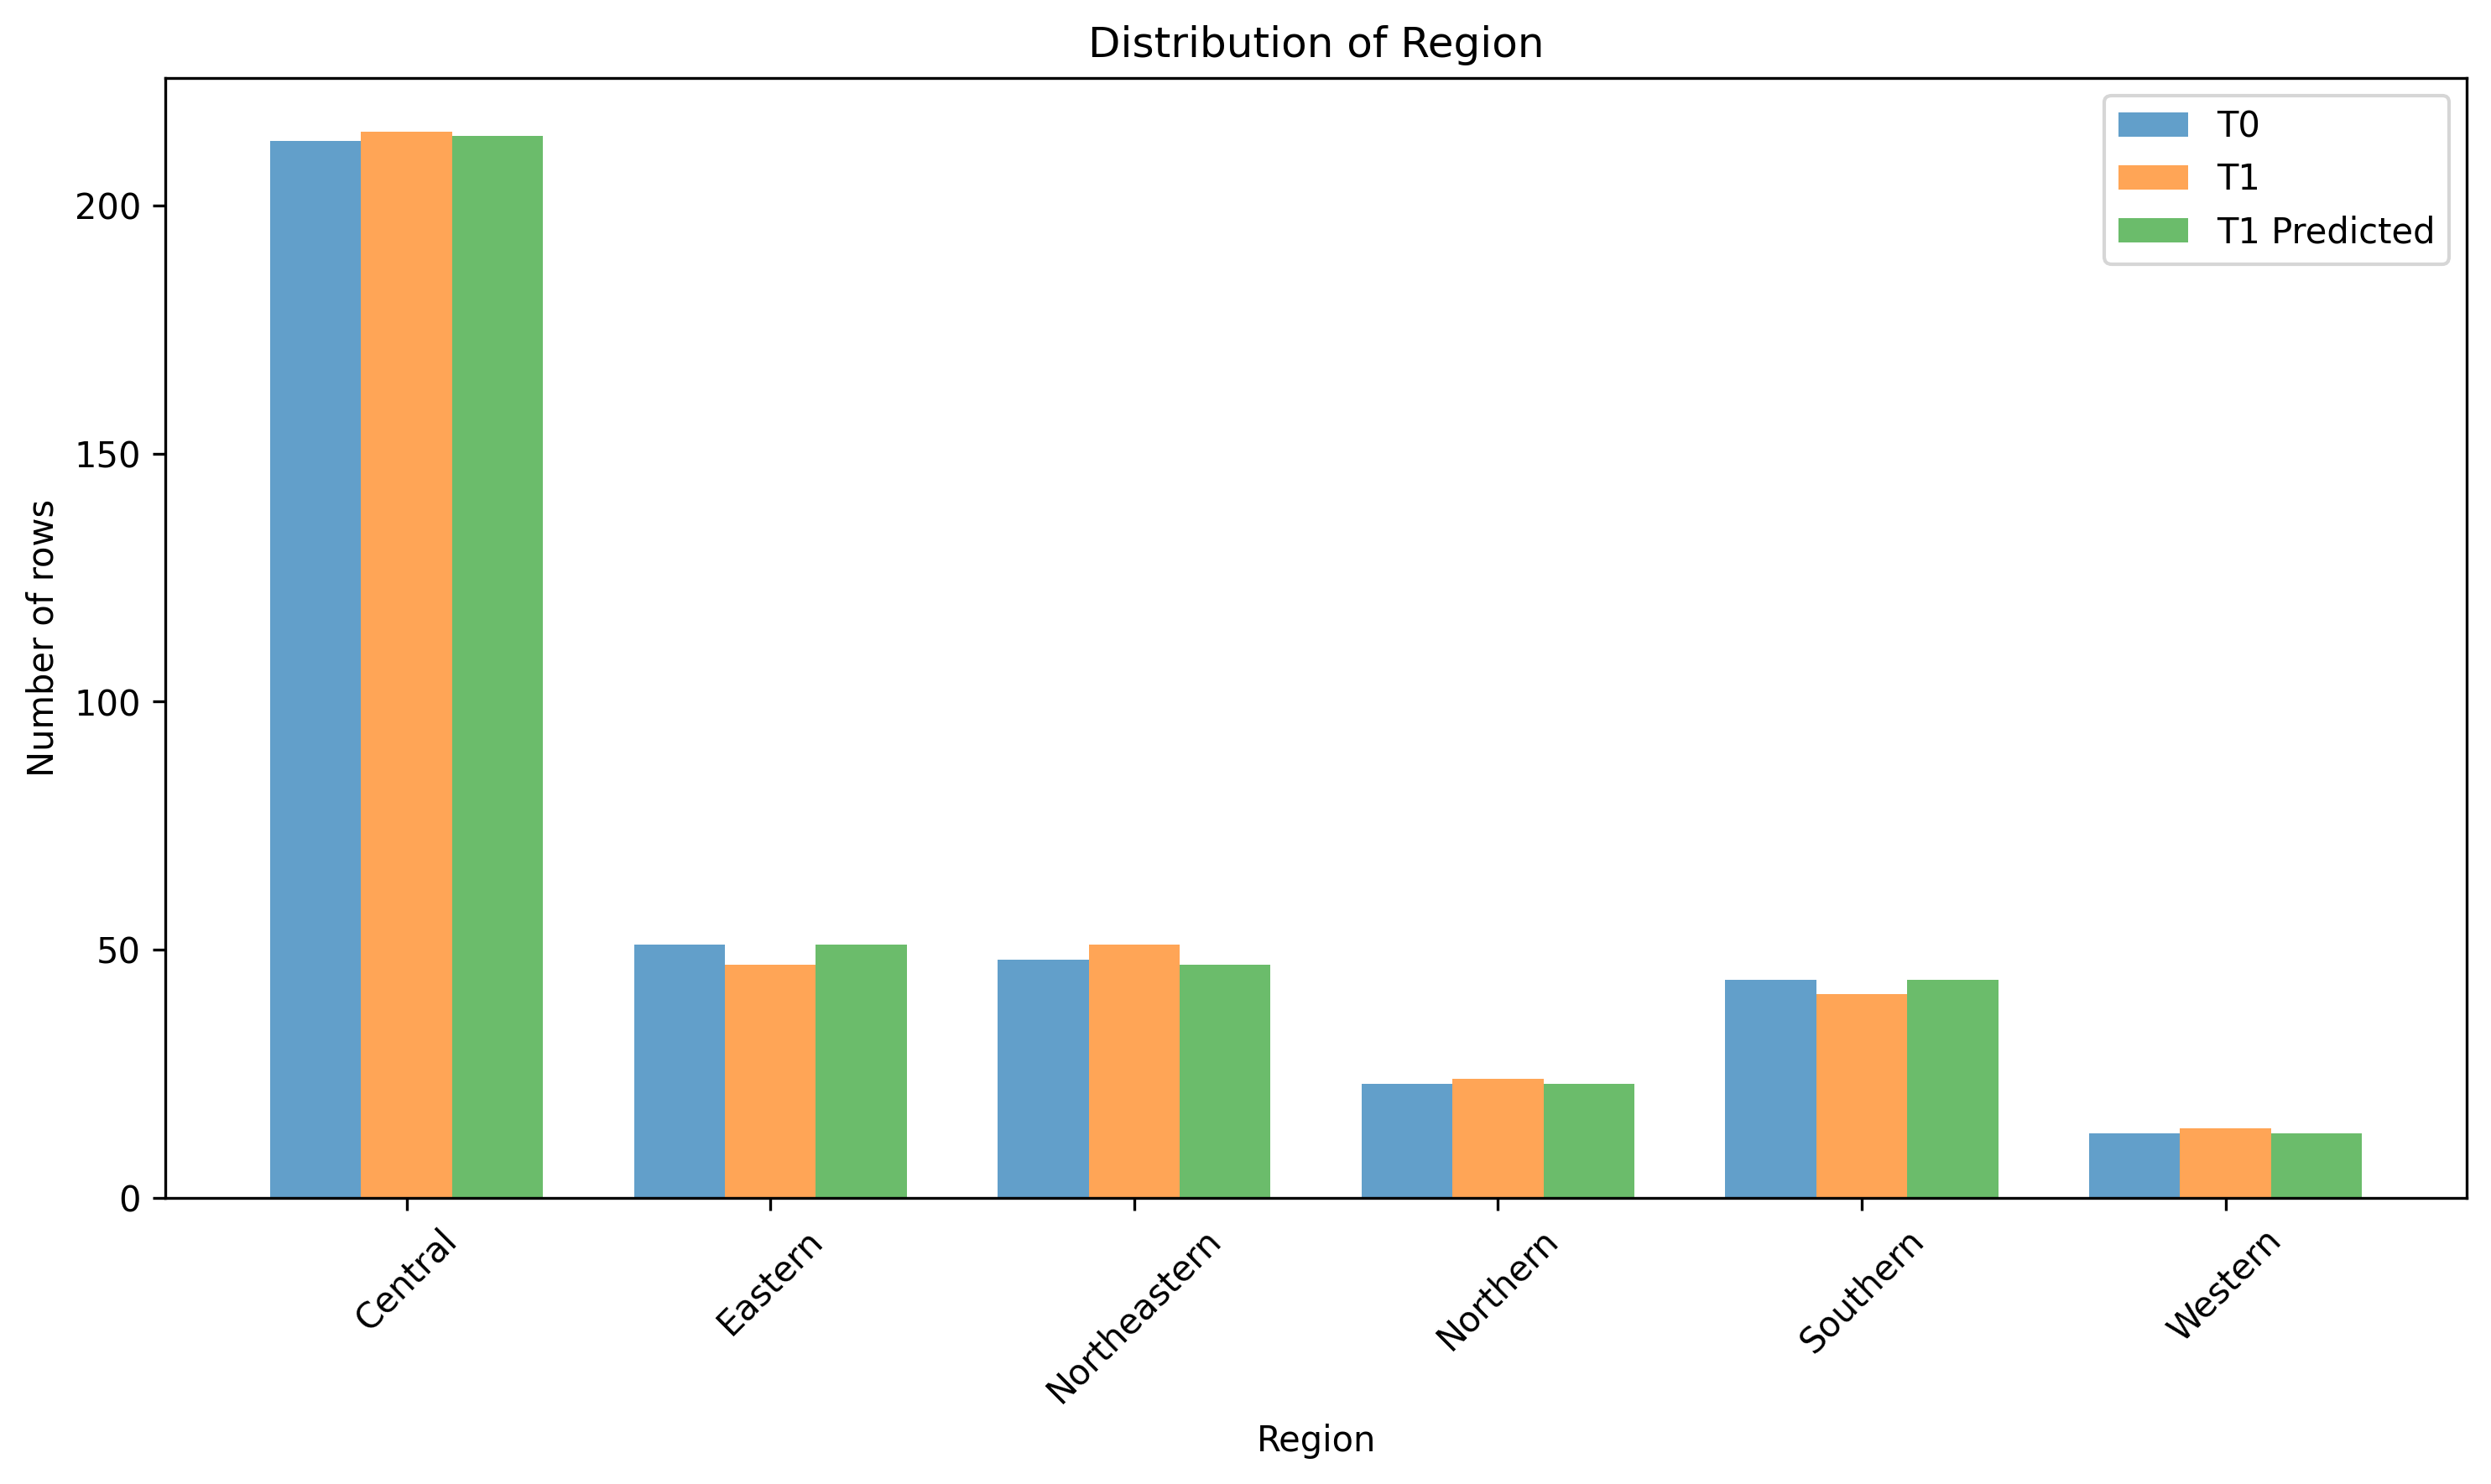 Distribution of Region
T0
T1
T1 Predicted
Number of rows
200
150
100
50
0
Central
Eastern
Northeastern
Northern
Southern
Western
Region